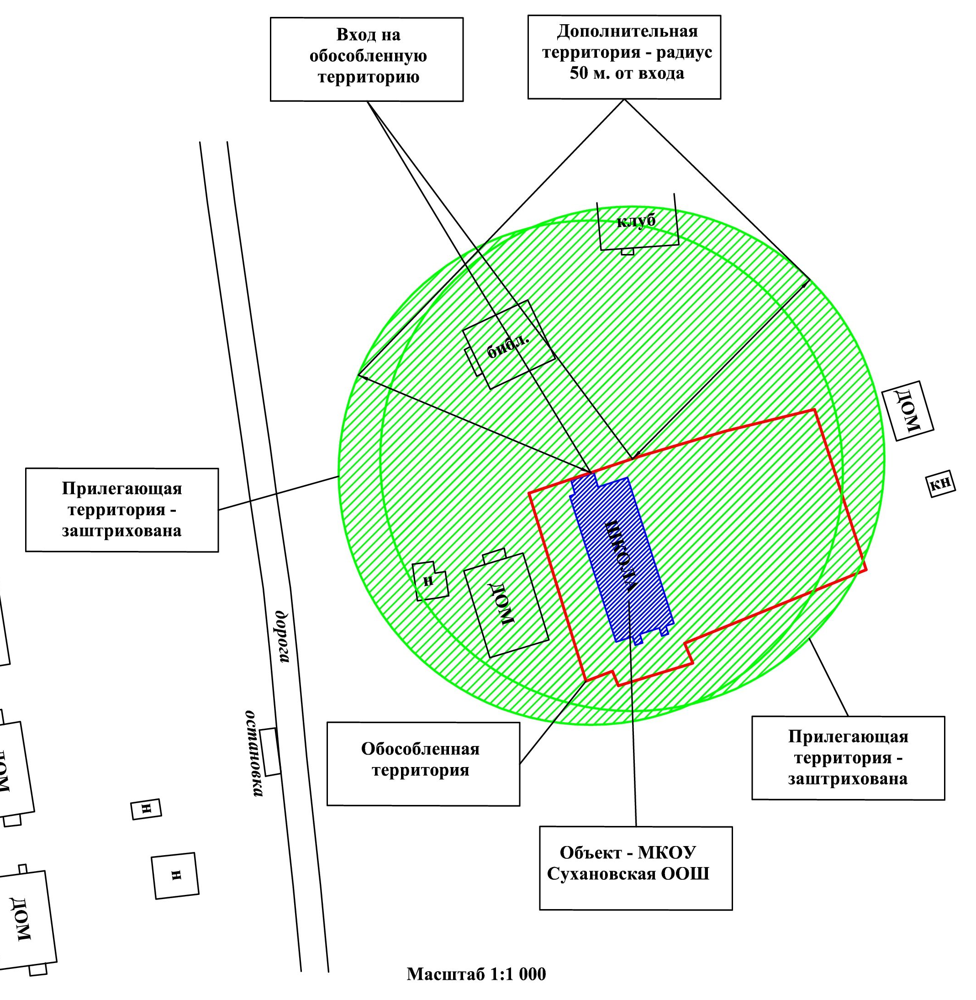 Вход на
обособленную
территорию
Дополнительная
территория - радиус
50 м. от входа
клуб
библ.
ДОМ
кн
Прилегающая
территория -
заштрихована
ШКОЛА
н
ДОМ
дорога
остановка
Обособленная
территория
Прилегающая
территория -
заштрихована
ДОМ
н
Объект - МКОУ
Сухановская ООШ
н
ДОМ
Масштаб 1:1 000